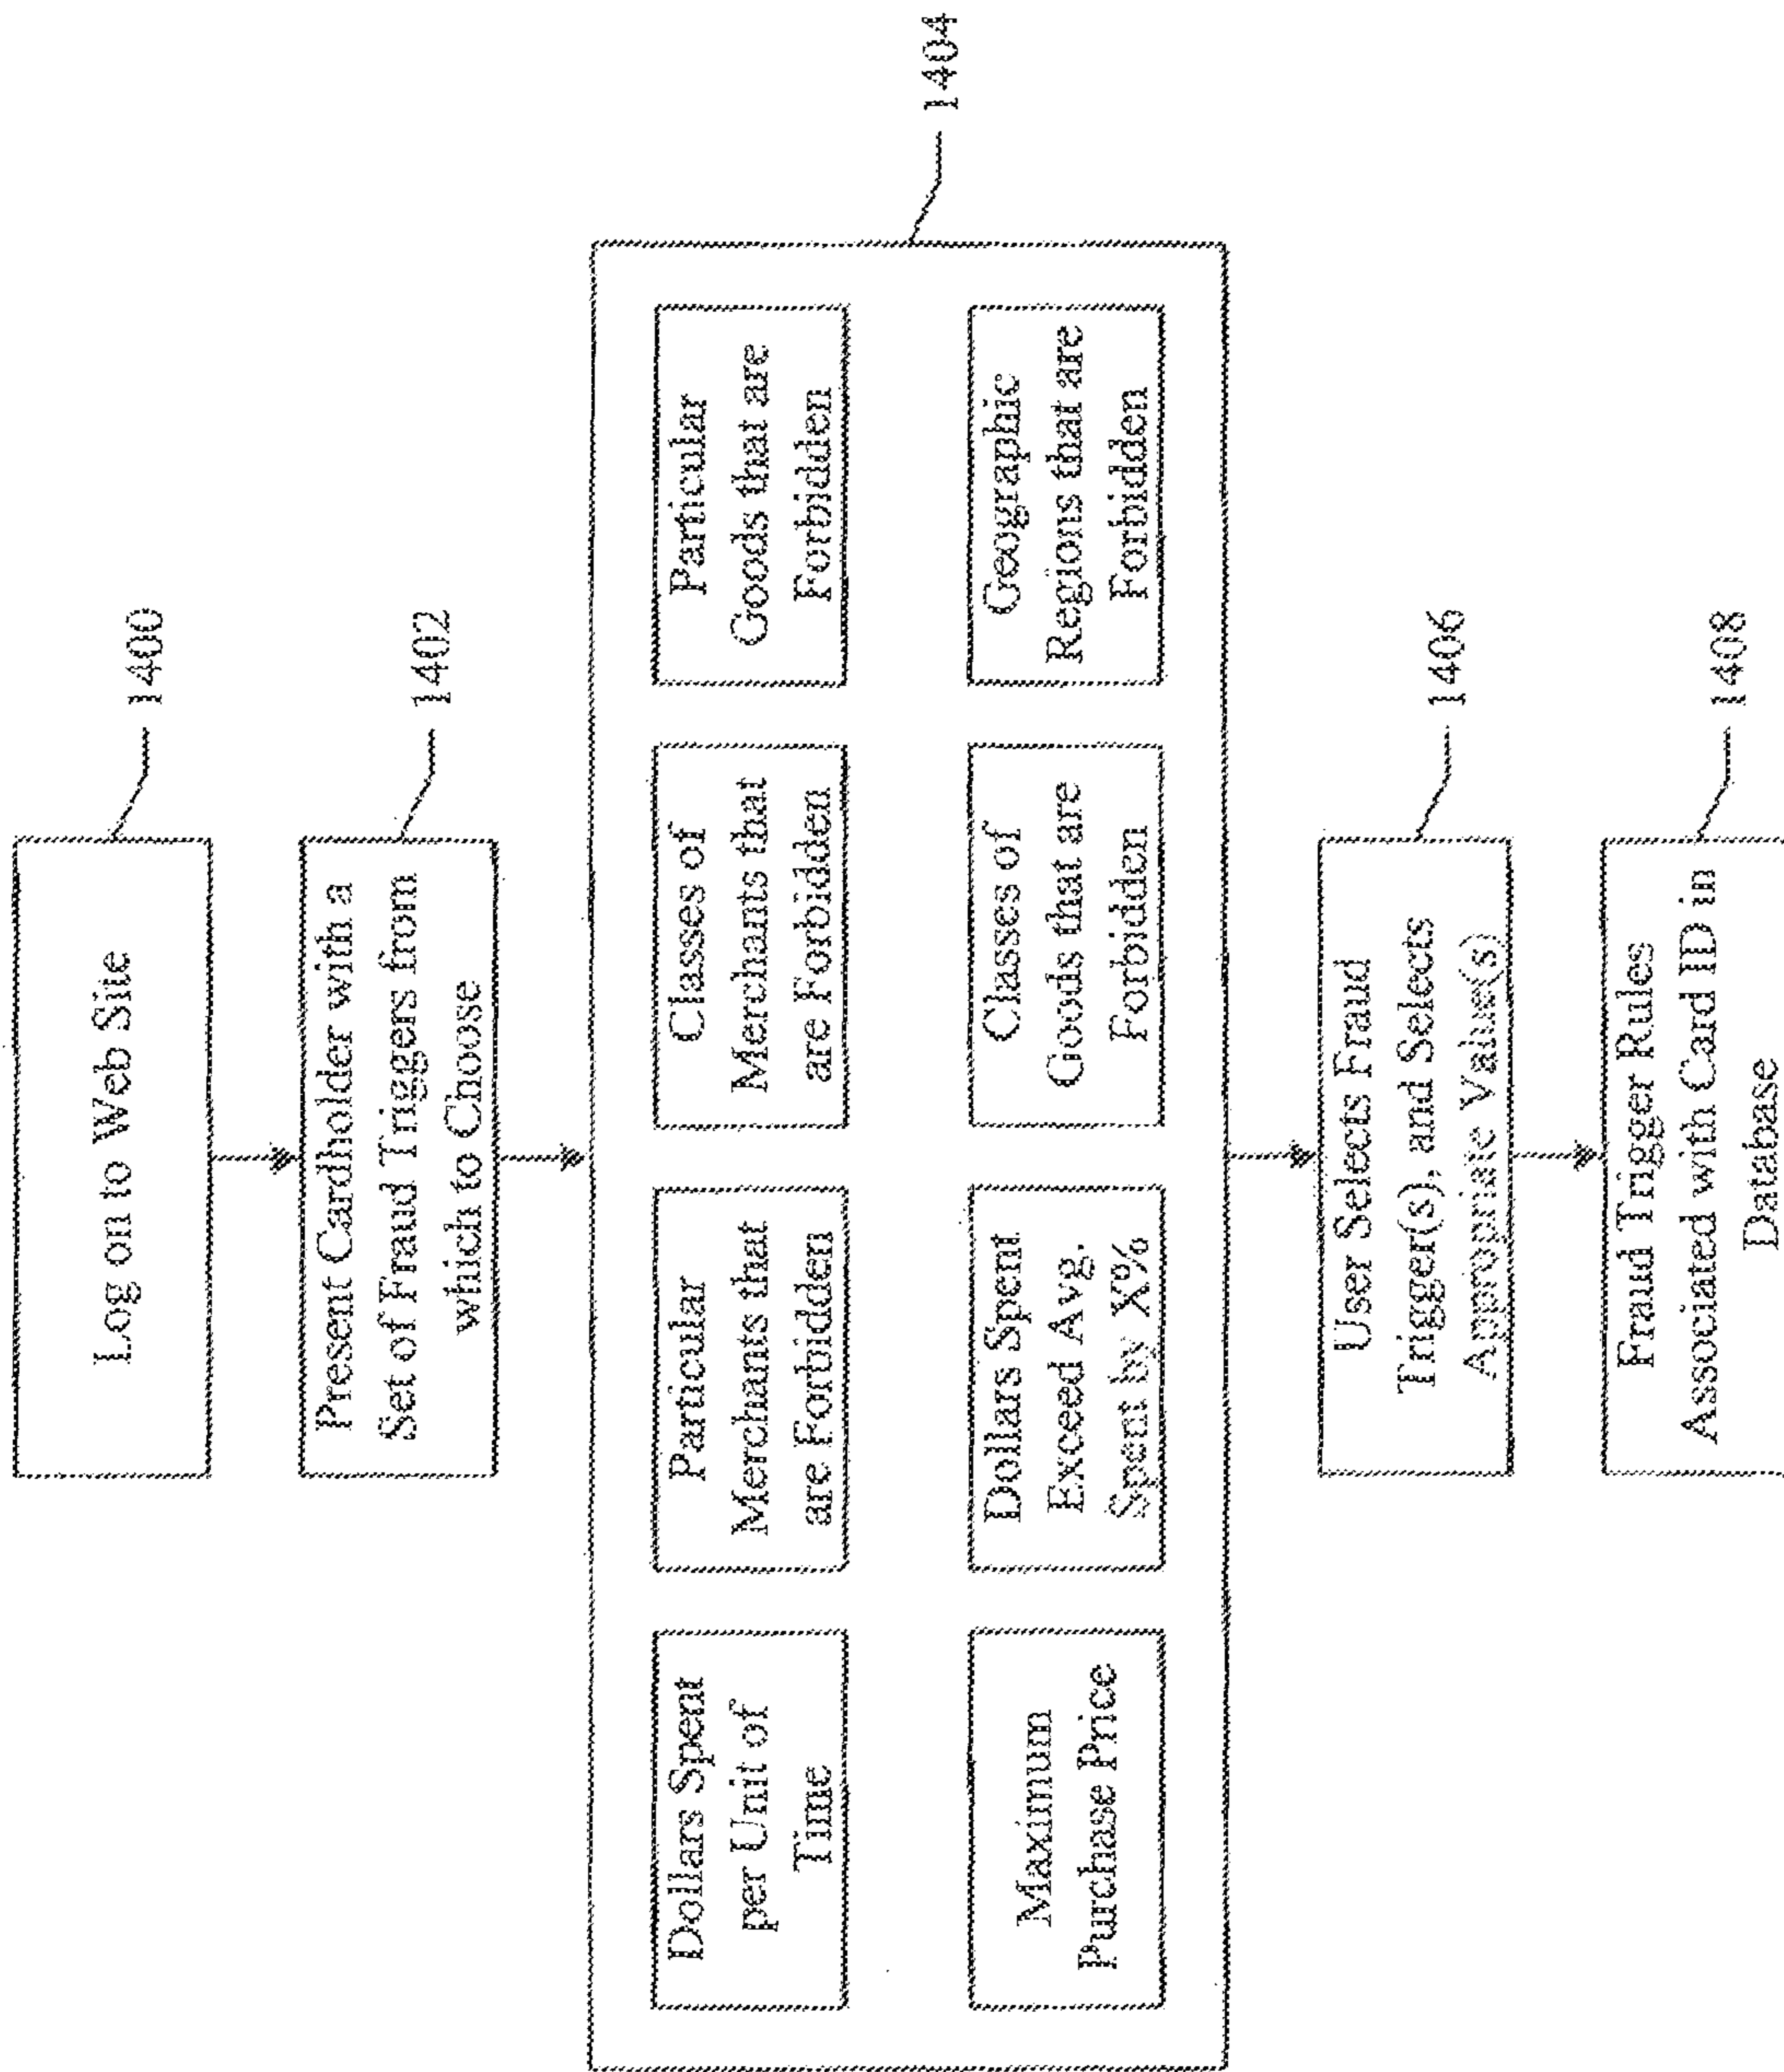 Log on to Web Site
1400
Present Cardholder with a
Set of Fraud Triggers from
which to Choose
1402
1404
Dollars Spent
per Unit of
Time
Particular
Merchants that
are Forbidden
Classes of
Merchants that
are Forbidden
Particular
Goods that are
Forbidden
Maximum
Purchase Price
Dollars Spent
Exceed Avg.
Spent by X%
Classes of
Goods that are
Forbidden
Geographic
Regions that are
Forbidden
User Selects Fraud
Trigger(s), and Selects
Appropriate Value(s)
1406
Fraud Trigger Rules
Associated with Card ID in
Database
1408